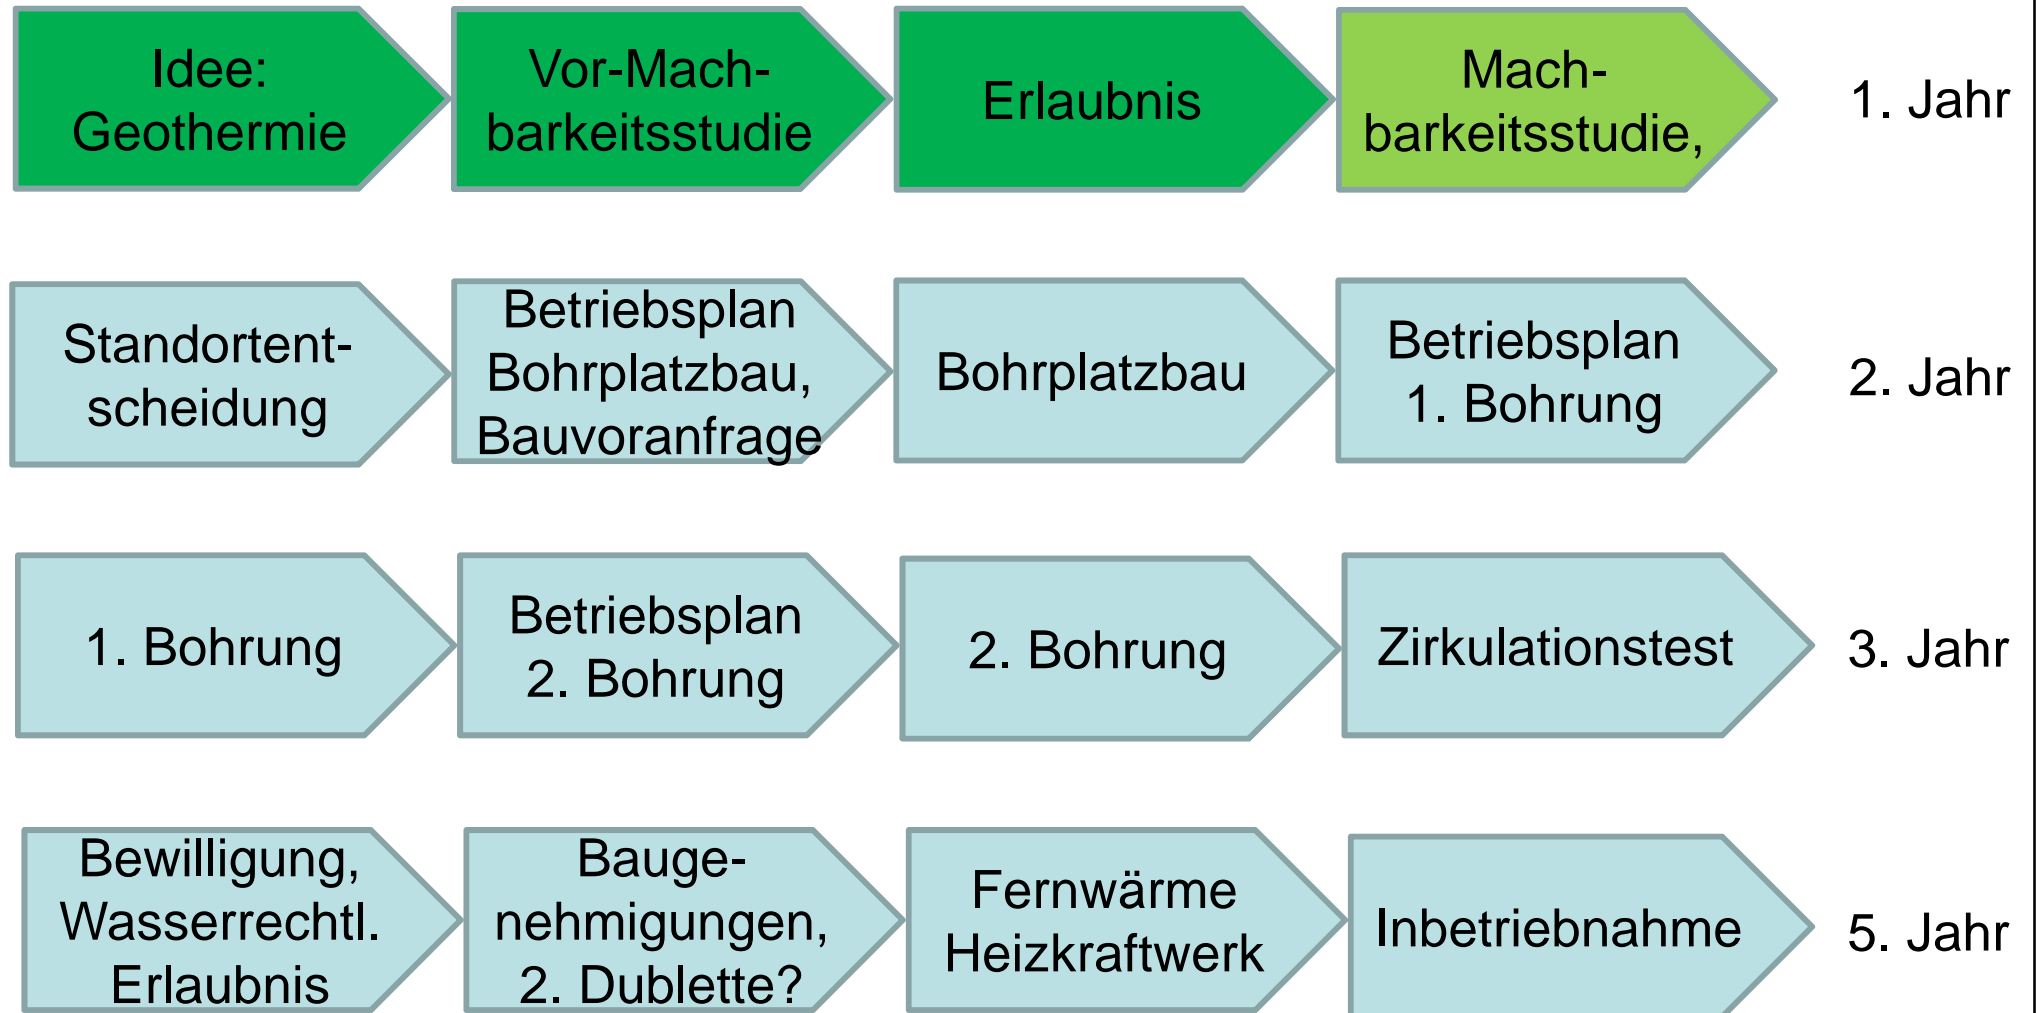 Idee:
Geothermie
Vor-Mach-
barkeitsstudie
Erlaubnis
Mach-
barkeitsstudie,
1. Jahr
Standortent-
scheidung
Betriebsplan
Bohrplatzbau,
Bauvoranfrage
Bohrplatzbau
Betriebsplan
1. Bohrung
2. Jahr
1. Bohrung
Betriebsplan
2. Bohrung
2. Bohrung
Zirkulationstest
3. Jahr
Bewilligung,
Wasserrechtl.
Erlaubnis
Bauge-
nehmigungen,
2. Dublette?
Fernwärme
Heizkraftwerk
Inbetriebnahme
5. Jahr